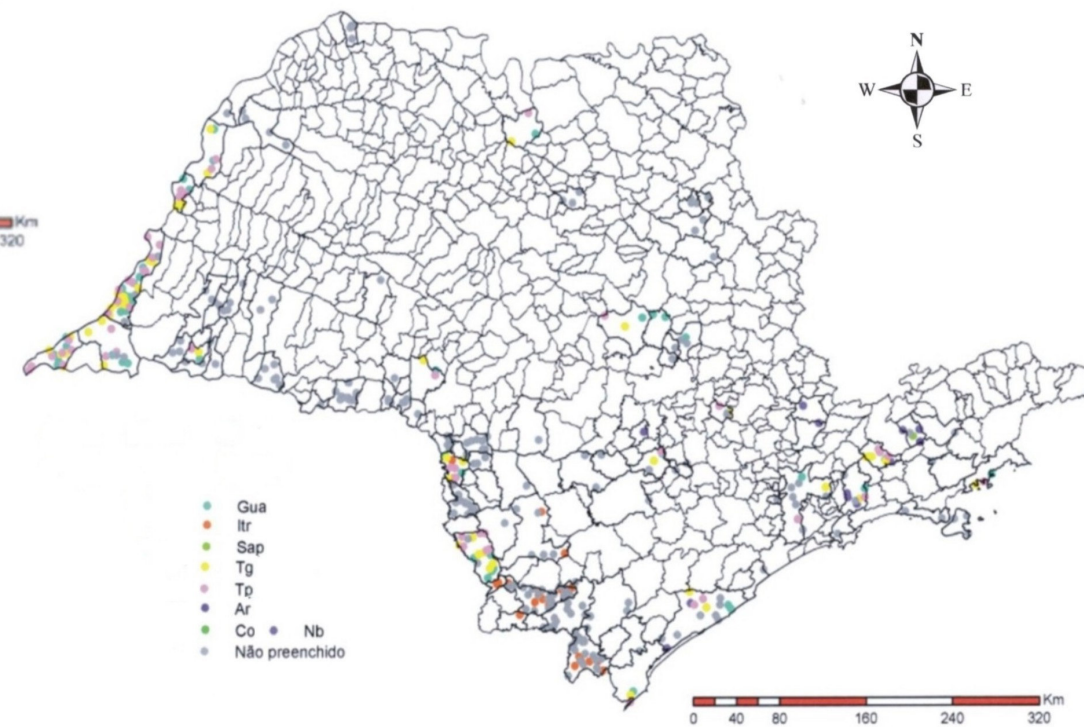 N
W E
S
Km
320
Gua
Itr
Sap
Tg
Tp
Ar
Co Nb
Não preenchido
Km
0 40 80 160 240 320